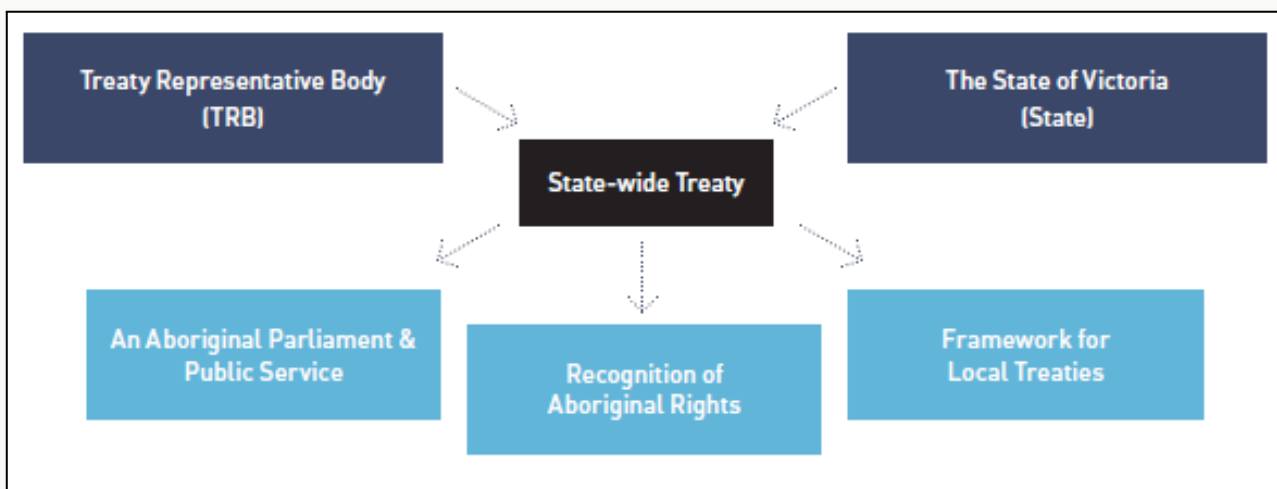 Treaty Representative Body
(TRB)
The State of Victoria
(State)
State-wide Treaty
An Aboriginal Parliament &
Public Service
Recognition of
Aboriginal Rights
Framework for
Local Treaties